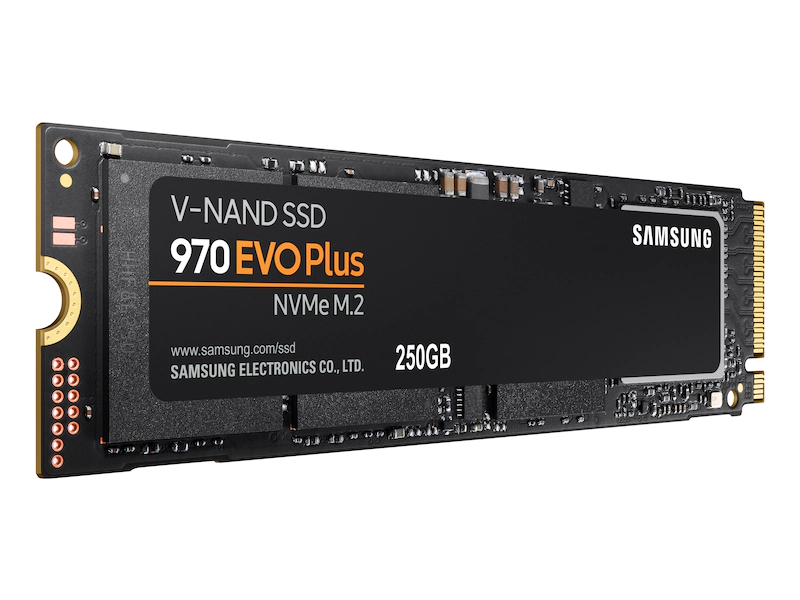 V-NAND SSD
970 EVO Plus
NVMe M.2
www.samsung.com/ssd
SAMSUNG ELECTRONICS CO., LTD.
250GB
SAMSUNG